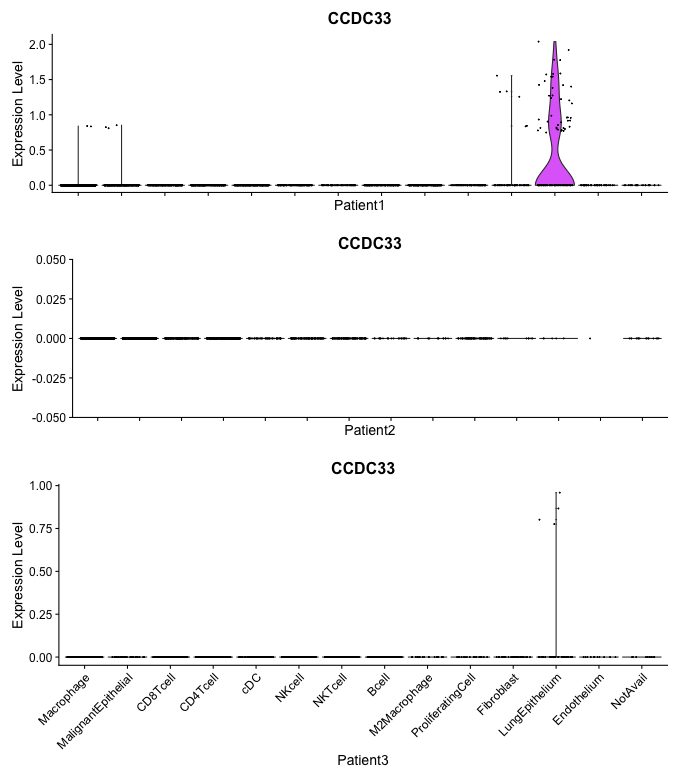 CCDC33
Expression Level
2.0
1.5
1.0
0.5
0.0
Patient1
CCDC33
Expression Level
0.050
0.025
0.000
-0.025
-0.050
Patient2
CCDC33
Expression Level
1.00
0.75
0.50
0.25
0.00
Macrophage
MalignantEpithelial
CD8Tcell
CD4Tcell
cDC
NKcell
NKTcell
Bcell
M2Macrophage
ProliferatingCell
Fibroblast
LungEpithelium
Endothelium
NotAvail
Patient3